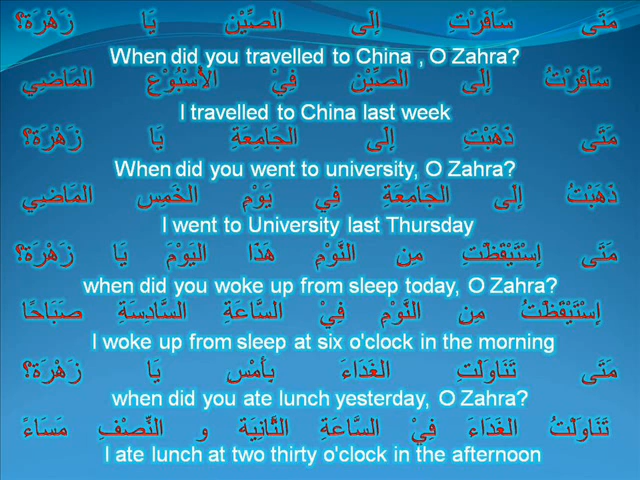 مَتَى سَافَرْتِ إِلَى الصِّيْنِ يَا زَهْرَة؟
When did you travelled to China , O Zahra?
سَافَرْتُ إِلَى الصِّيْنِ فِيْ الأُسْبُوْعِ المَاضِي
I travelled to China last week
مَتَى ذَهَبْتِ إِلَى الجَامِعَةِ يَا زَهْرَة؟
When did you went to university, O Zahra?
ذَهَبْتُ إِلَى الجَامِعَةِ فِي يَوْمِ الخَمِسِ المَاضِي
I went to University last Thursday
مَتَى إِسْتَيْقَظْتِ مِن النَّوْمِ هَذَا اليَوْمَ يَا زَهْرَة؟
when did you woke up from sleep today, O Zahra?
إِسْتَيْقَظْتُ مِن النَّوْمِ فِيْ السَّاعَةِ السَّادِسَةِ صَبَاحًا
I woke up from sleep at six o'clock in the morning
مَتَى تَنَاوَلْتِ الغَدَاءَ بِأَمْسِ يَا زَهْرَة؟
when did you ate lunch yesterday, O Zahra?
تَنَاوَلْتُ الغَدَاءَ فِيْ السَّاعَةِ الثَّانِيَة و النِّصْفِ مَسَاءً
I ate lunch at two thirty o'clock in the afternoon